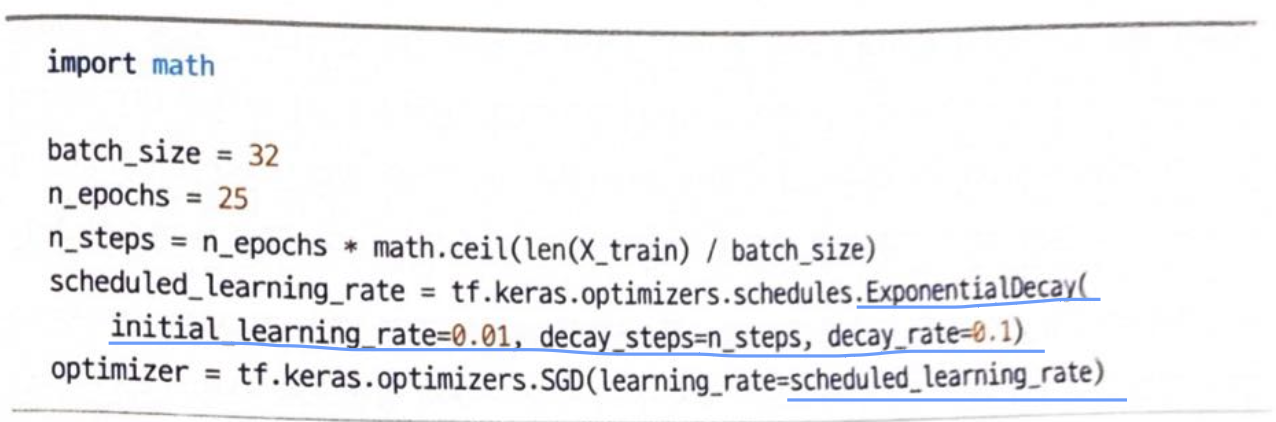 import math
batch_size = 32
n_epochs = 25
n_steps = n_epochs * math.ceil(len(X_train) / batch_size)
scheduled_learning_rate = tf.keras.optimizers.schedules.ExponentialDecay(
    initial_learning_rate=0.01, decay_steps=n_steps, decay_rate=0.1)
optimizer = tf.keras.optimizers.SGD(learning_rate=scheduled_learning_rate)